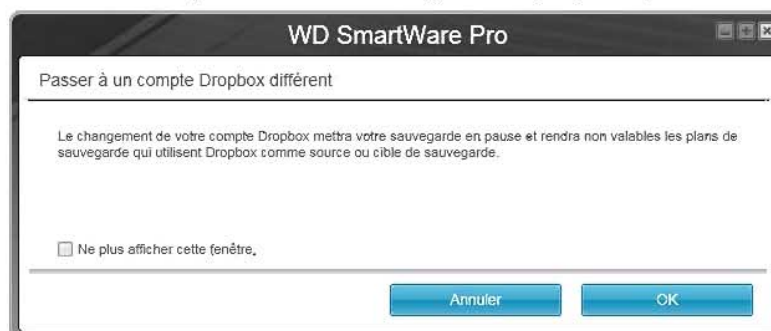 WD SmartWare Pro
Passer à un compte Dropbox différent
Le changement de votre compte Dropbox mettra votre sauvegarde en pause et rendra non valables les plans de
sauvegarde qui utilisent Dropbox comme source ou cible de sauvegarde.
Ne plus afficher cette fenêtre.
Annuler OK